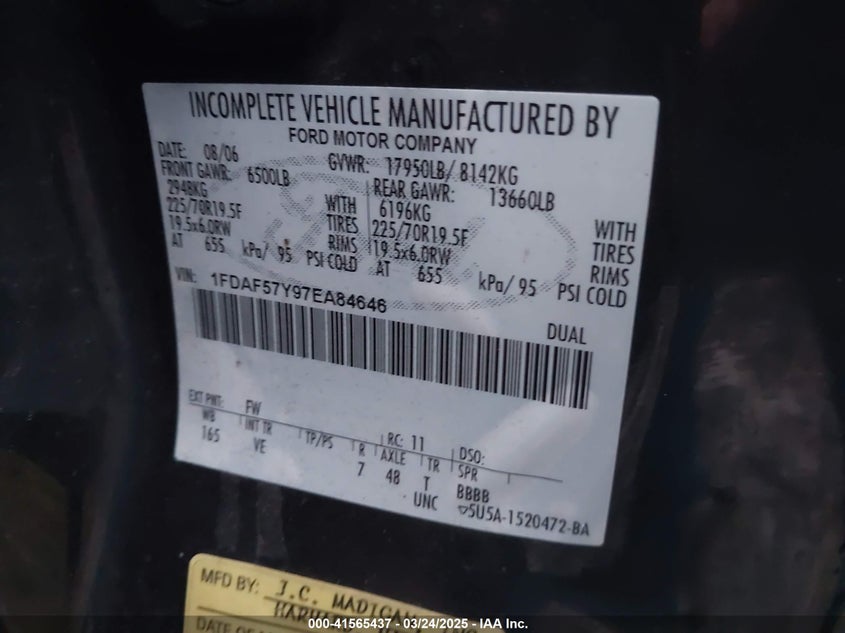 INCOMPLETE VEHICLE MANUFACTURED BY
FORD MOTOR COMPANY
DATE: 08/06 GVWR: 17950LB/ 8142KG
FRONT GAWR: 6500LB REAR GAWR: 13660LB
2948KG WITH 6196KG WITH
225/70R19.5F TIRES 225/70R19.5F TIRES
19.5x6.0RW RIMS 19.5x6.0RW RIMS
AT 655 kPa/ 95 PSI COLD AT 655 kPa/ 95 PSI COLD
VIN: 1FDAF57Y97EA84646
DUAL
EXT PNT: FW RC: 11 DSO:
WB INT TR TP/PS R AXLE TR SPR
165 VE 7 48 T BBBB
UNC ▽5U5A-1520472-BA
MFD BY: J.C. MADIGAN
DATE OF
000-41565437 - 03/24/2025 - IAA Inc.